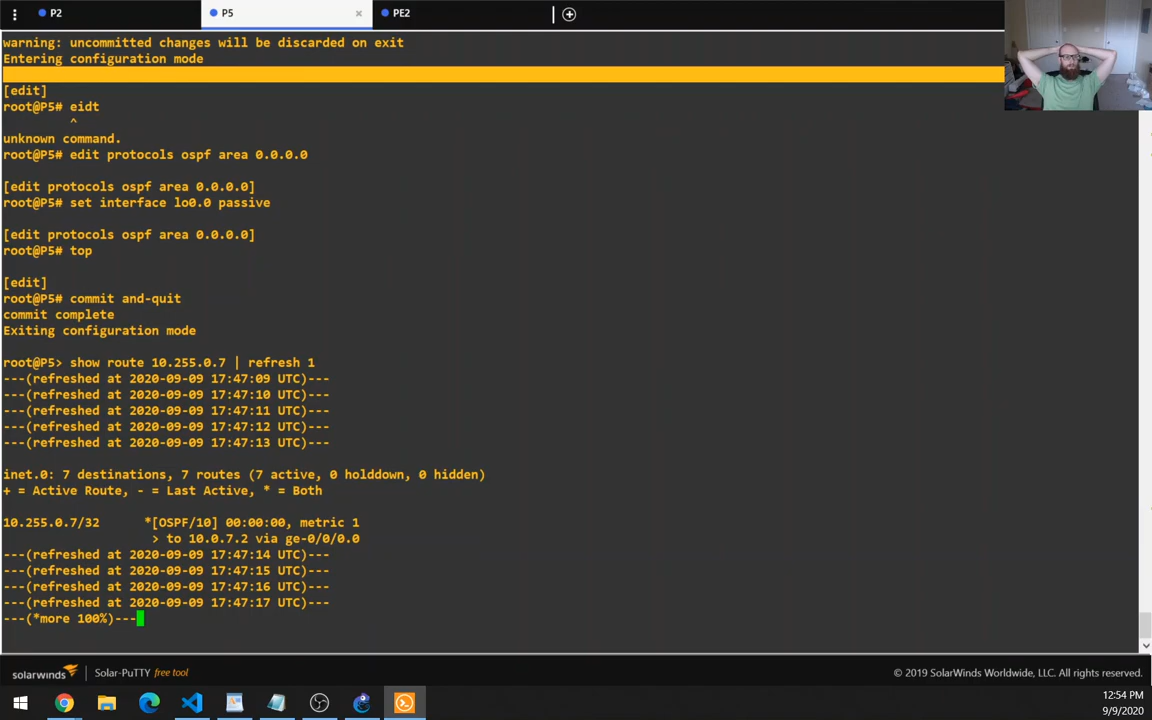 P2
P5
PE2
warning: uncommitted changes will be discarded on exit
Entering configuration mode
[edit]
root@P5# eidt
^
unknown command.
root@P5# edit protocols ospf area 0.0.0.0
[edit protocols ospf area 0.0.0.0]
root@P5# set interface lo0.0 passive
[edit protocols ospf area 0.0.0.0]
root@P5# top
[edit]
root@P5# commit and-quit
commit complete
Exiting configuration mode
root@P5> show route 10.255.0.7 | refresh 1
---(refreshed at 2020-09-09 17:47:09 UTC)---
---(refreshed at 2020-09-09 17:47:10 UTC)---
---(refreshed at 2020-09-09 17:47:11 UTC)---
---(refreshed at 2020-09-09 17:47:12 UTC)---
---(refreshed at 2020-09-09 17:47:13 UTC)---
inet.0: 7 destinations, 7 routes (7 active, 0 holddown, 0 hidden)
+ = Active Route, - = Last Active, * = Both
10.255.0.7/32      *[OSPF/10] 00:00:00, metric 1
> to 10.0.7.2 via ge-0/0/0.0
---(refreshed at 2020-09-09 17:47:14 UTC)---
---(refreshed at 2020-09-09 17:47:15 UTC)---
---(refreshed at 2020-09-09 17:47:16 UTC)---
---(refreshed at 2020-09-09 17:47:17 UTC)---
---(*more 100%)---
solarwinds Solar-PuTTY free tool
© 2019 SolarWinds Worldwide, LLC. All rights reserved.
12:54 PM
9/9/2020